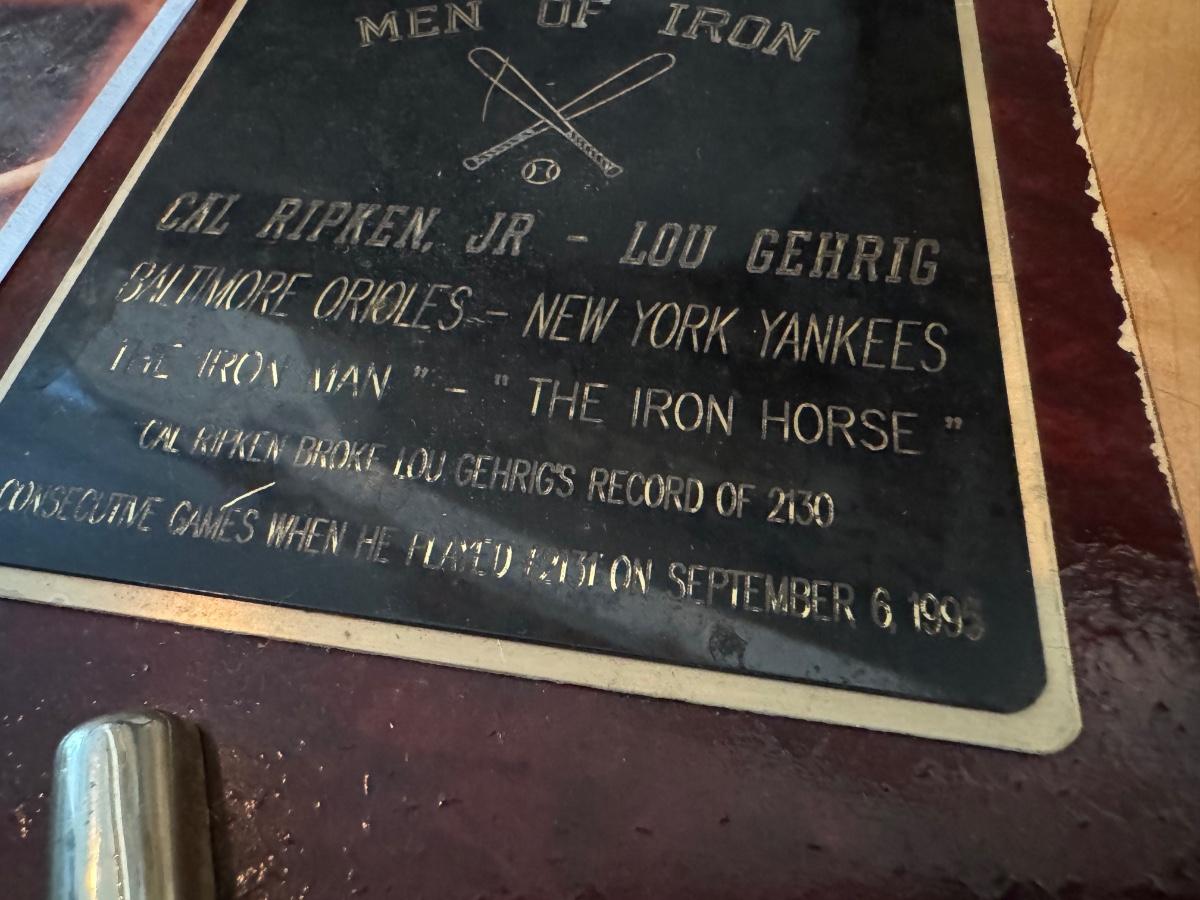 MEN OF IRON
CAL RIPKEN, JR - LOU GEHRIG
BALTIMORE ORIOLES - NEW YORK YANKEES
THE IRON MAN " - " THE IRON HORSE "
CAL RIPKEN BROKE LOU GEHRIG'S RECORD OF 2130
CONSECUTIVE GAMES WHEN HE PLAYED #2131 ON SEPTEMBER 6, 1995